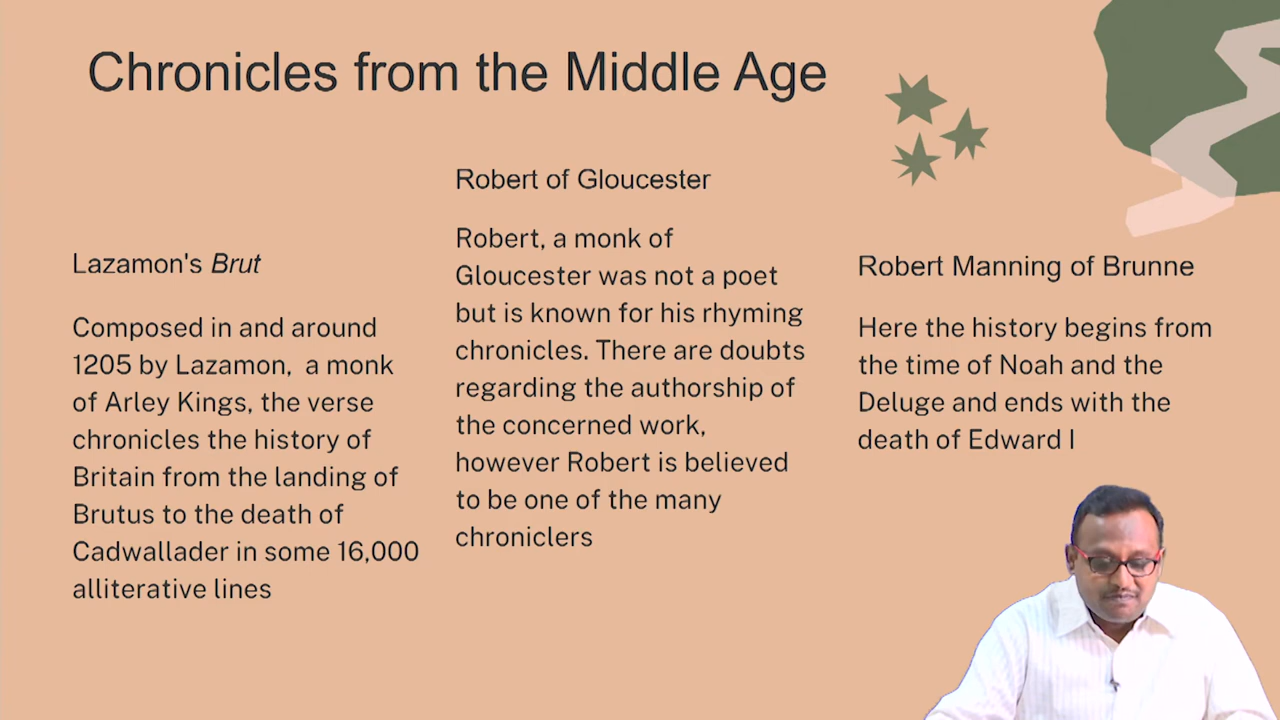 Chronicles from the Middle Age
Lazamon's Brut
Composed in and around
1205 by Lazamon, a monk
of Arley Kings, the verse
chronicles the history of
Britain from the landing of
Brutus to the death of
Cadwallader in some 16,000
alliterative lines
Robert of Gloucester
Robert, a monk of
Gloucester was not a poet
but is known for his rhyming
chronicles. There are doubts
regarding the authorship of
the concerned work,
however Robert is believed
to be one of the many
chroniclers
Robert Manning of Brunne
Here the history begins from
the time of Noah and the
Deluge and ends with the
death of Edward I